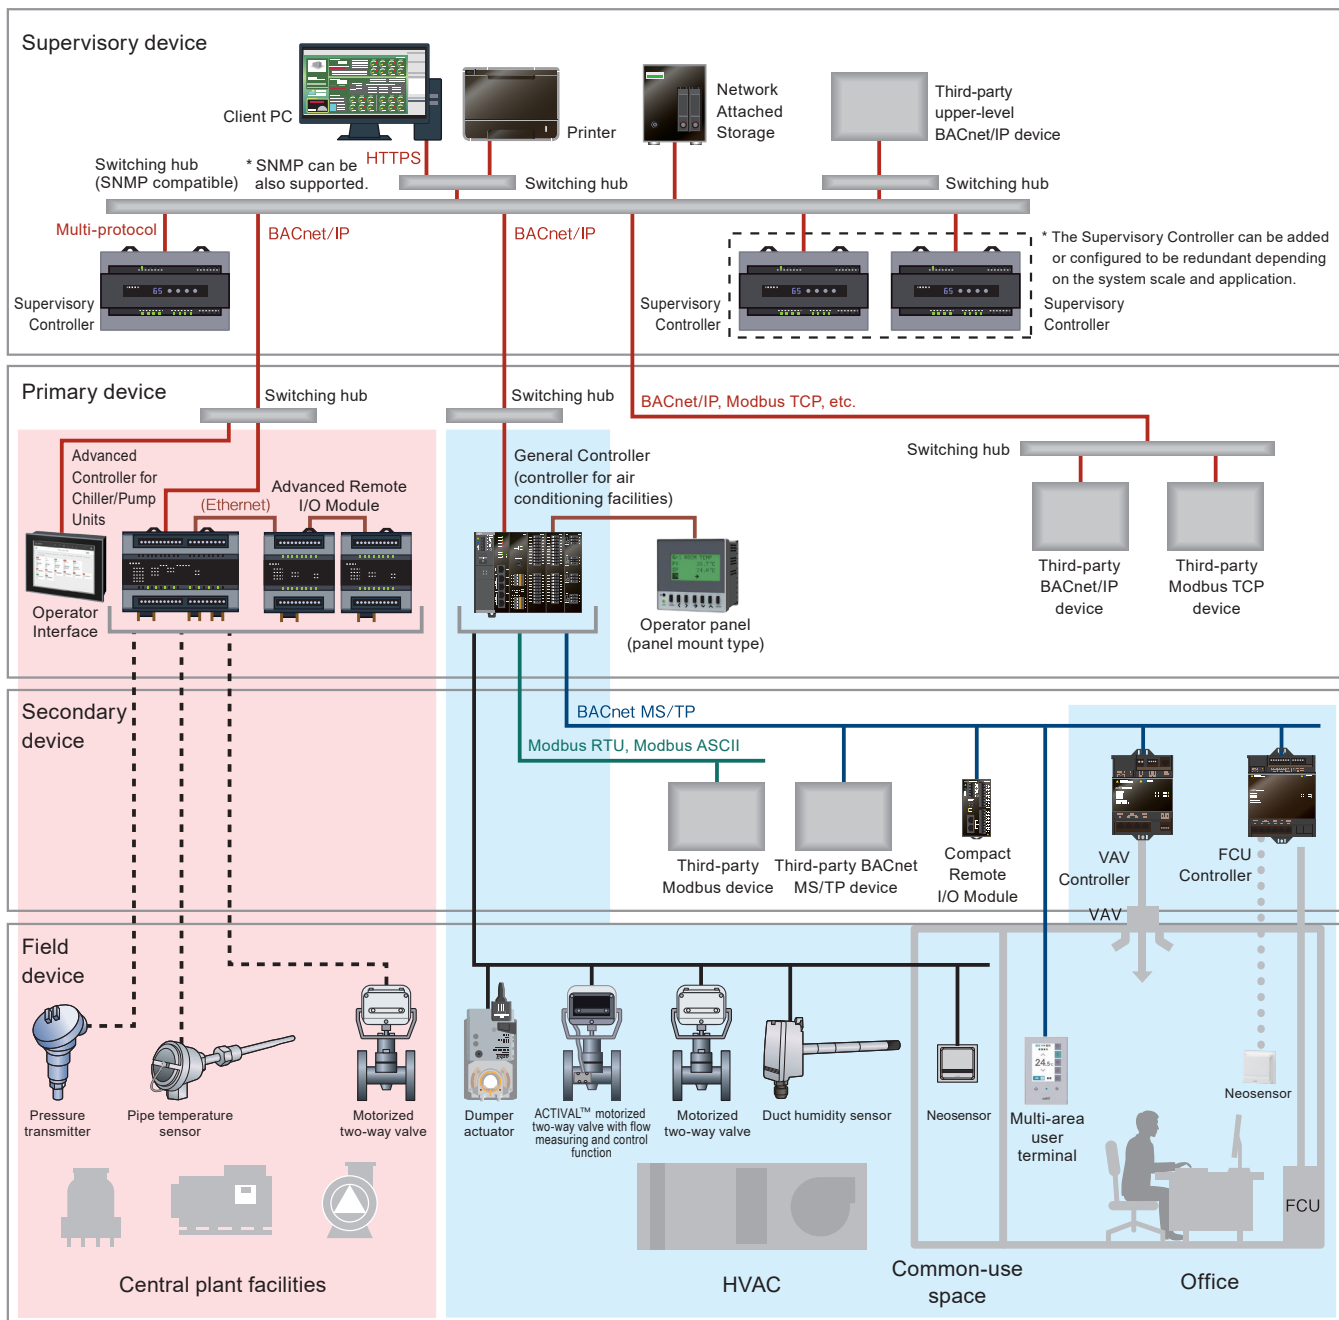 Supervisory device
Client PC
Printer
Network
Attached
Storage
Third-party
upper-level
BACnet/IP device
HTTPS
Switching hub
(SNMP compatible)
* SNMP can be
also supported.
Switching hub
Switching hub
Multi-protocol
BACnet/IP
BACnet/IP
* The Supervisory Controller can be added
or configured to be redundant depending
on the system scale and application.
Supervisory
Controller
Supervisory
Controller
Supervisory
Controller
65
65
65
Primary device
Switching hub
Switching hub
BACnet/IP, Modbus TCP, etc.
Switching hub
Advanced
Controller for
Chiller/Pump
Units
(Ethernet)
Advanced Remote
I/O Module
General Controller
(controller for air
conditioning facilities)
Operator
Interface
Operator panel
(panel mount type)
Third-party
BACnet/IP
device
Third-party
Modbus TCP
device
Secondary
device
BACnet MS/TP
Modbus RTU, Modbus ASCII
Third-party
Modbus device
Third-party BACnet
MS/TP device
Compact
Remote
I/O Module
VAV
Controller
FCU
Controller
VAV
Field
device
Pressure
transmitter
Pipe temperature
sensor
Motorized
two-way valve
Dumper
actuator
ACTIVAL™ motorized
two-way valve with flow
measuring and control
function
Motorized
two-way valve
Duct humidity sensor
Neosensor
24.5
Multi-area
user
terminal
Neosensor
FCU
Central plant facilities
HVAC
Common-use
space
Office